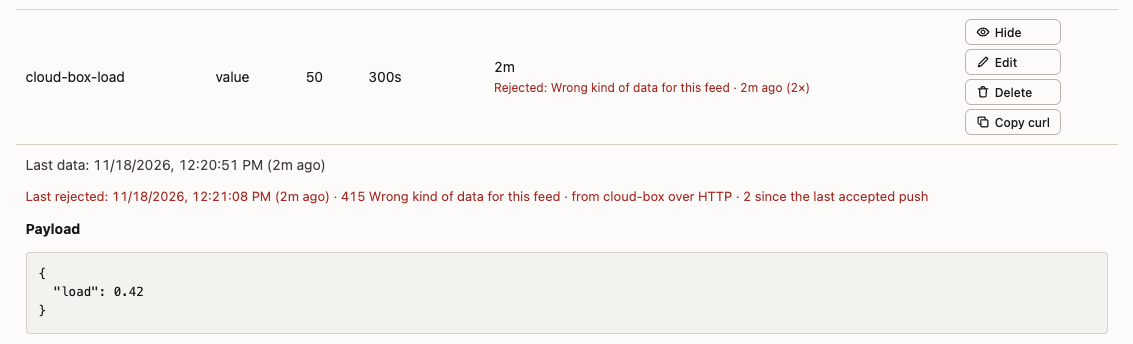 cloud-box-load value 50 300s 2m
Rejected: Wrong kind of data for this feed · 2m ago (2×)
Hide
Edit
Delete
Copy curl
Last data: 11/18/2026, 12:20:51 PM (2m ago)
Last rejected: 11/18/2026, 12:21:08 PM (2m ago) · 415 Wrong kind of data for this feed · from cloud-box over HTTP · 2 since the last accepted push
Payload
{
  "load": 0.42
}